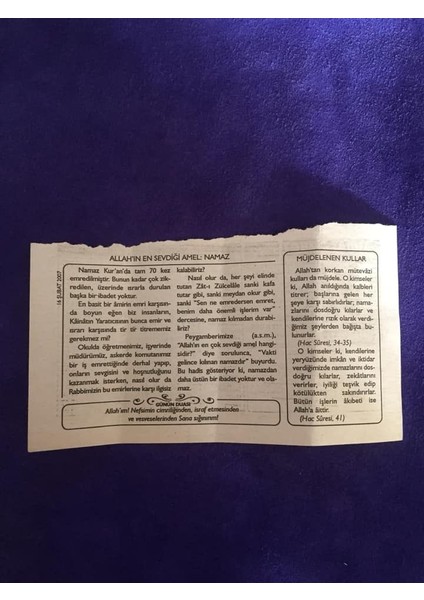 ALLAH'IN EN SEVDİĞİ AMEL: NAMAZ
16 ŞUBAT 2007
Namaz Kur'an'da tam 70 kez
emredilmiştir. Bunun kadar çok zik-
redilen, üzerinde ısrarla durulan
başka bir ibadet yoktur.
En basit bir âmirin emri karşısın-
da boyun eğen biz insanların,
Kâinâtın Yaratıcısının bunca emir ve
ısrarı karşısında tir tir titrememiz
gerekmez mi?
Okulda öğretmenimiz, işyerinde
müdürümüz, askerde komutanımız
bir iş emrettiğinde derhal yapıp,
onların sevgisini ve hoşnutluğunu
kazanmak isterken, nasıl olur da
Rabbimizin bu emirlerine karşı ilgisiz
kalabiliriz?
Nasıl olur da, her şeyi elinde
tutan Zât-ı Zülcelâle sanki kafa
tutar gibi, sanki meydan okur gibi,
sanki "Sen ne emredersen emret,
benim daha önemli işlerim var"
dercesine, namaz kılmadan durabi-
liriz?
Peygamberimize (a.s.m.),
"Allah'ın en çok sevdiği amel hangi-
sidir?" diye sorulunca, "Vakti
gelince kılınan namazdır" buyurdu.
Bu hadis gösteriyor ki, namazdan
daha üstün bir ibadet yoktur ve ola-
maz.
GÜNÜN DUASI
Allah'ım! Nefsimin cimriliğinden, israf etmesinden
ve vesveselerinden Sana sığınırım!
MÜJDELENEN KULLAR
Allah'tan korkan mütevâzi
kulları da müjdele. O kimseler
ki, Allah anıldığında kalbleri
titrer; başlarına gelen her
şeye karşı sabırlıdırlar; namaz-
larını dosdoğru kılarlar ve
kendilerine rızık olarak verdi-
ğimiz şeylerden bağışta bu-
lunurlar.
(Hac Sûresi, 34-35)
O kimseler ki, kendilerine
yeryüzünde imkân ve iktidar
verdiğimizde namazlarını dos-
doğru kılarlar, zekâtlarını
verirler, iyiliği teşvik edip
kötülükten sakındırırlar.
Bütün işlerin âkıbeti ise
Allah'a âittir.
(Hac Sûresi, 41)